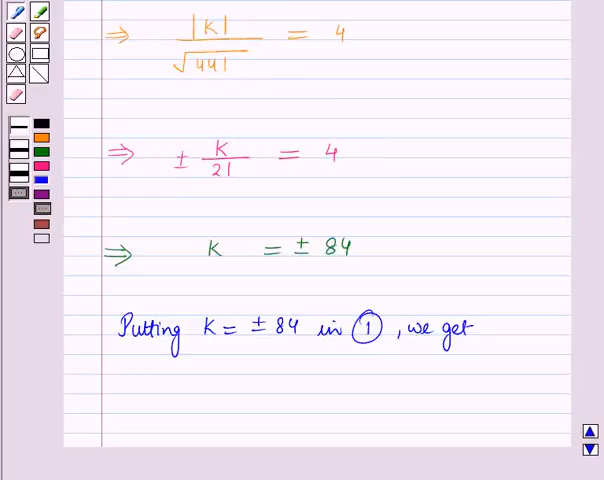 ⇒ |K| / √441 = 4
⇒ ± K/21 = 4
⇒ K = ± 84
Putting K = ± 84 in ①, we get